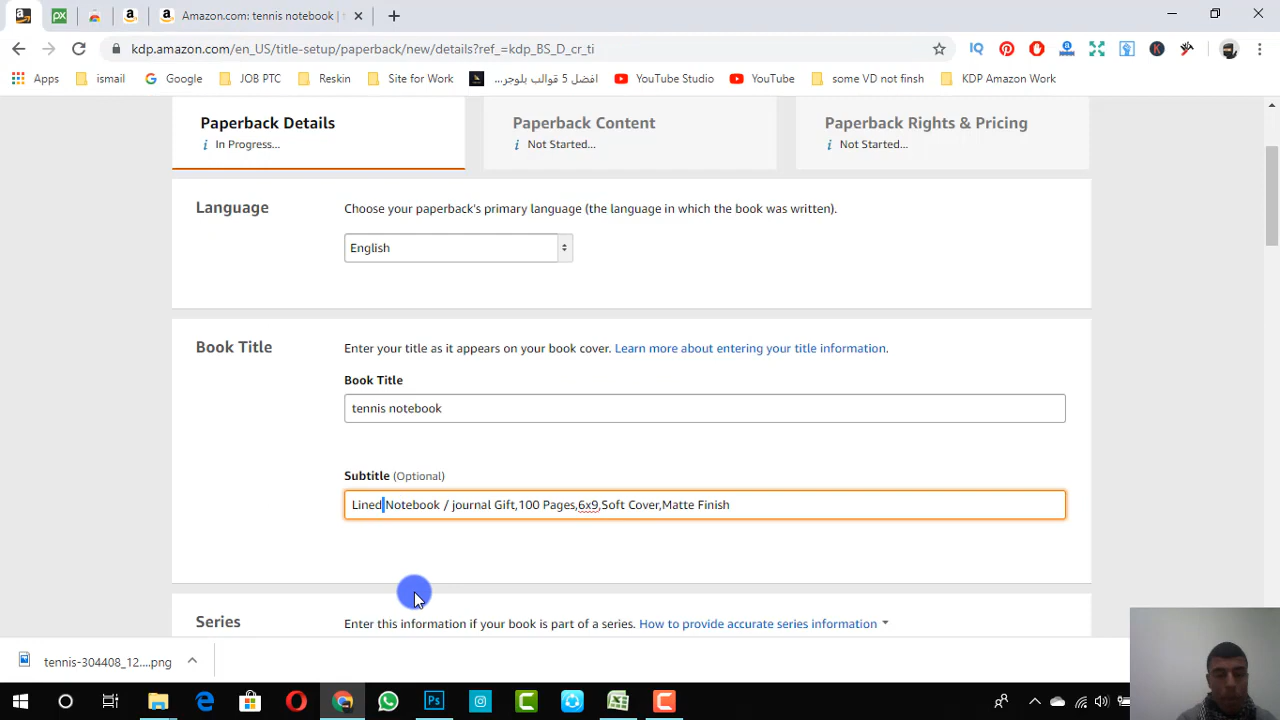 Amazon.com: tennis notebook |
kdp.amazon.com/en_US/title-setup/paperback/new/details?ref_=kdp_BS_D_cr_ti
Apps ismail Google JOB PTC Reskin Site for Work افضل 5 قوالب بلوجر... YouTube Studio YouTube some VD not finsh KDP Amazon Work
Paperback Details Paperback Content Paperback Rights & Pricing
In Progress... Not Started... Not Started...
Language Choose your paperback's primary language (the language in which the book was written).
English
Book Title Enter your title as it appears on your book cover. Learn more about entering your title information.
Book Title
tennis notebook
Subtitle (Optional)
Lined Notebook / journal Gift,100 Pages,6x9,Soft Cover,Matte Finish
Series Enter this information if your book is part of a series. How to provide accurate series information
tennis-304408_12....png